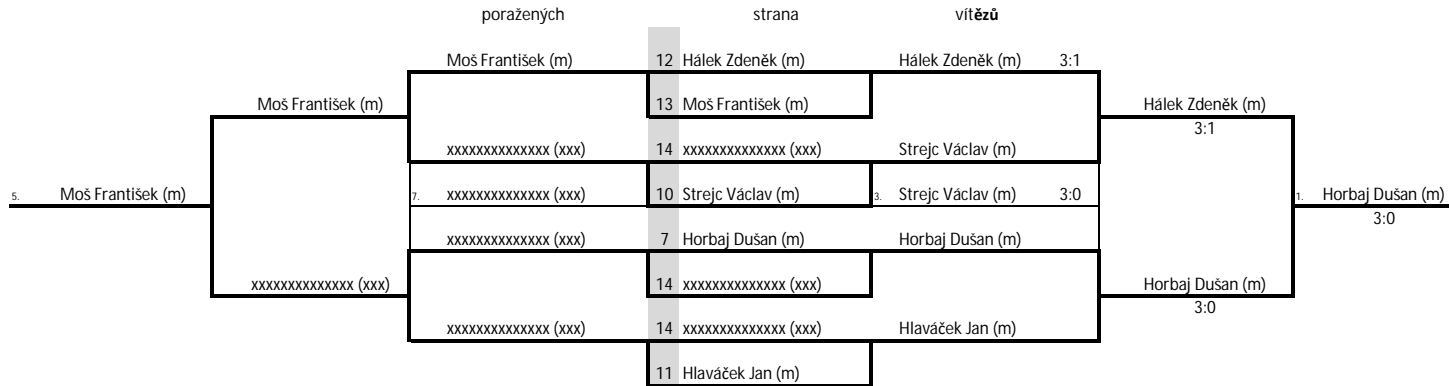 poražených strana vítězů
Moš František (m) 12 Hálek Zdeněk (m) Hálek Zdeněk (m) 3:1
Moš František (m) 13 Moš František (m) Hálek Zdeněk (m)
3:1
xxxxxxxxxxxxxx (xxx) 14 xxxxxxxxxxxxxx (xxx) Strejc Václav (m)
5. Moš František (m) 7. xxxxxxxxxxxxxx (xxx) 10 Strejc Václav (m) 3. Strejc Václav (m) 3:0 1. Horbaj Dušan (m)
3:0
xxxxxxxxxxxxxx (xxx) 7 Horbaj Dušan (m) Horbaj Dušan (m)
xxxxxxxxxxxxxx (xxx) 14 xxxxxxxxxxxxxx (xxx) Horbaj Dušan (m)
3:0
xxxxxxxxxxxxxx (xxx) 14 xxxxxxxxxxxxxx (xxx) Hlaváček Jan (m)
11 Hlaváček Jan (m)